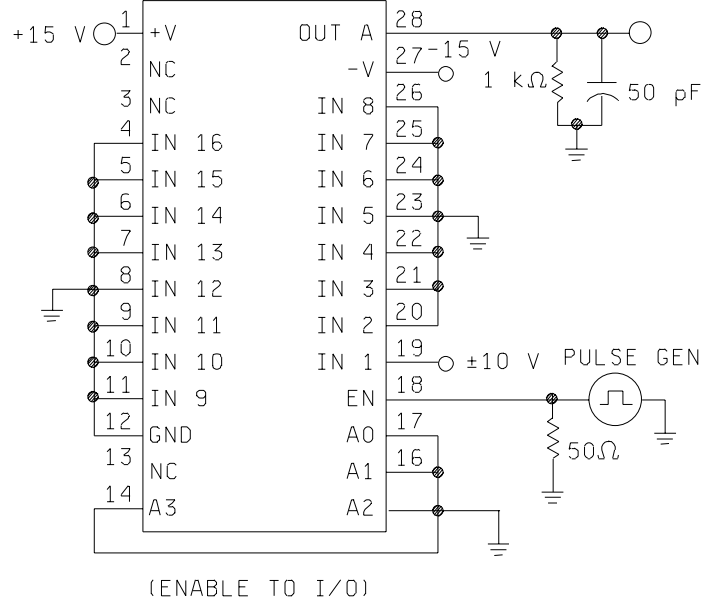 1 28
+15 V +V OUT A
2 27 -15 V
NC -V
3 26 1 kΩ 50 pF
NC IN 8
4 25
IN 16 IN 7
5 24
IN 15 IN 6
6 23
IN 14 IN 5
7 22
IN 13 IN 4
8 21
IN 12 IN 3
9 20
IN 11 IN 2
10 19
IN 10 IN 1 ±10 V PULSE GEN
11 18
IN 9 EN
12 17
GND A0 50Ω
13 16
NC A1
14
A3 A2
(ENABLE TO I/O)